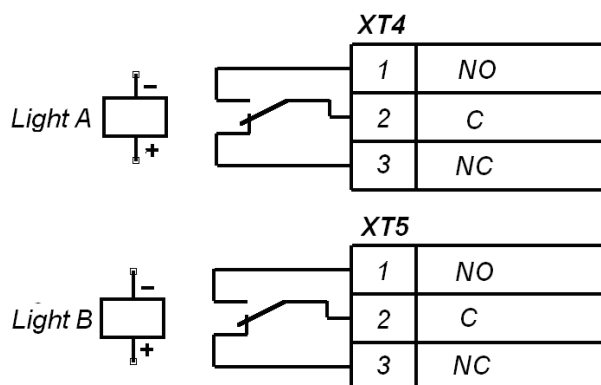 XT4
1 NO
Light A - + 2 C
3 NC
XT5
1 NO
Light B - + 2 C
3 NC